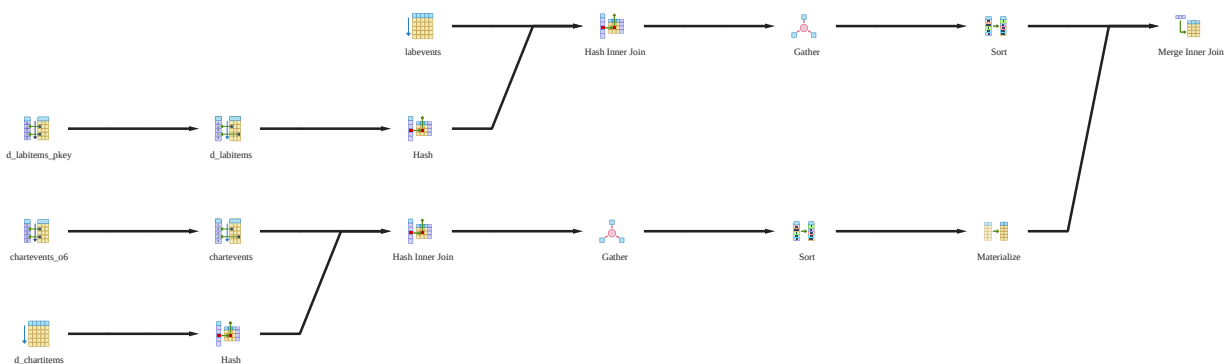 labevents
Hash Inner Join
Gather
Sort
Merge Inner Join
d_labitems_pkey
d_labitems
Hash
chartevents_o6
chartevents
Hash Inner Join
Gather
Sort
Materialize
d_chartitems
Hash